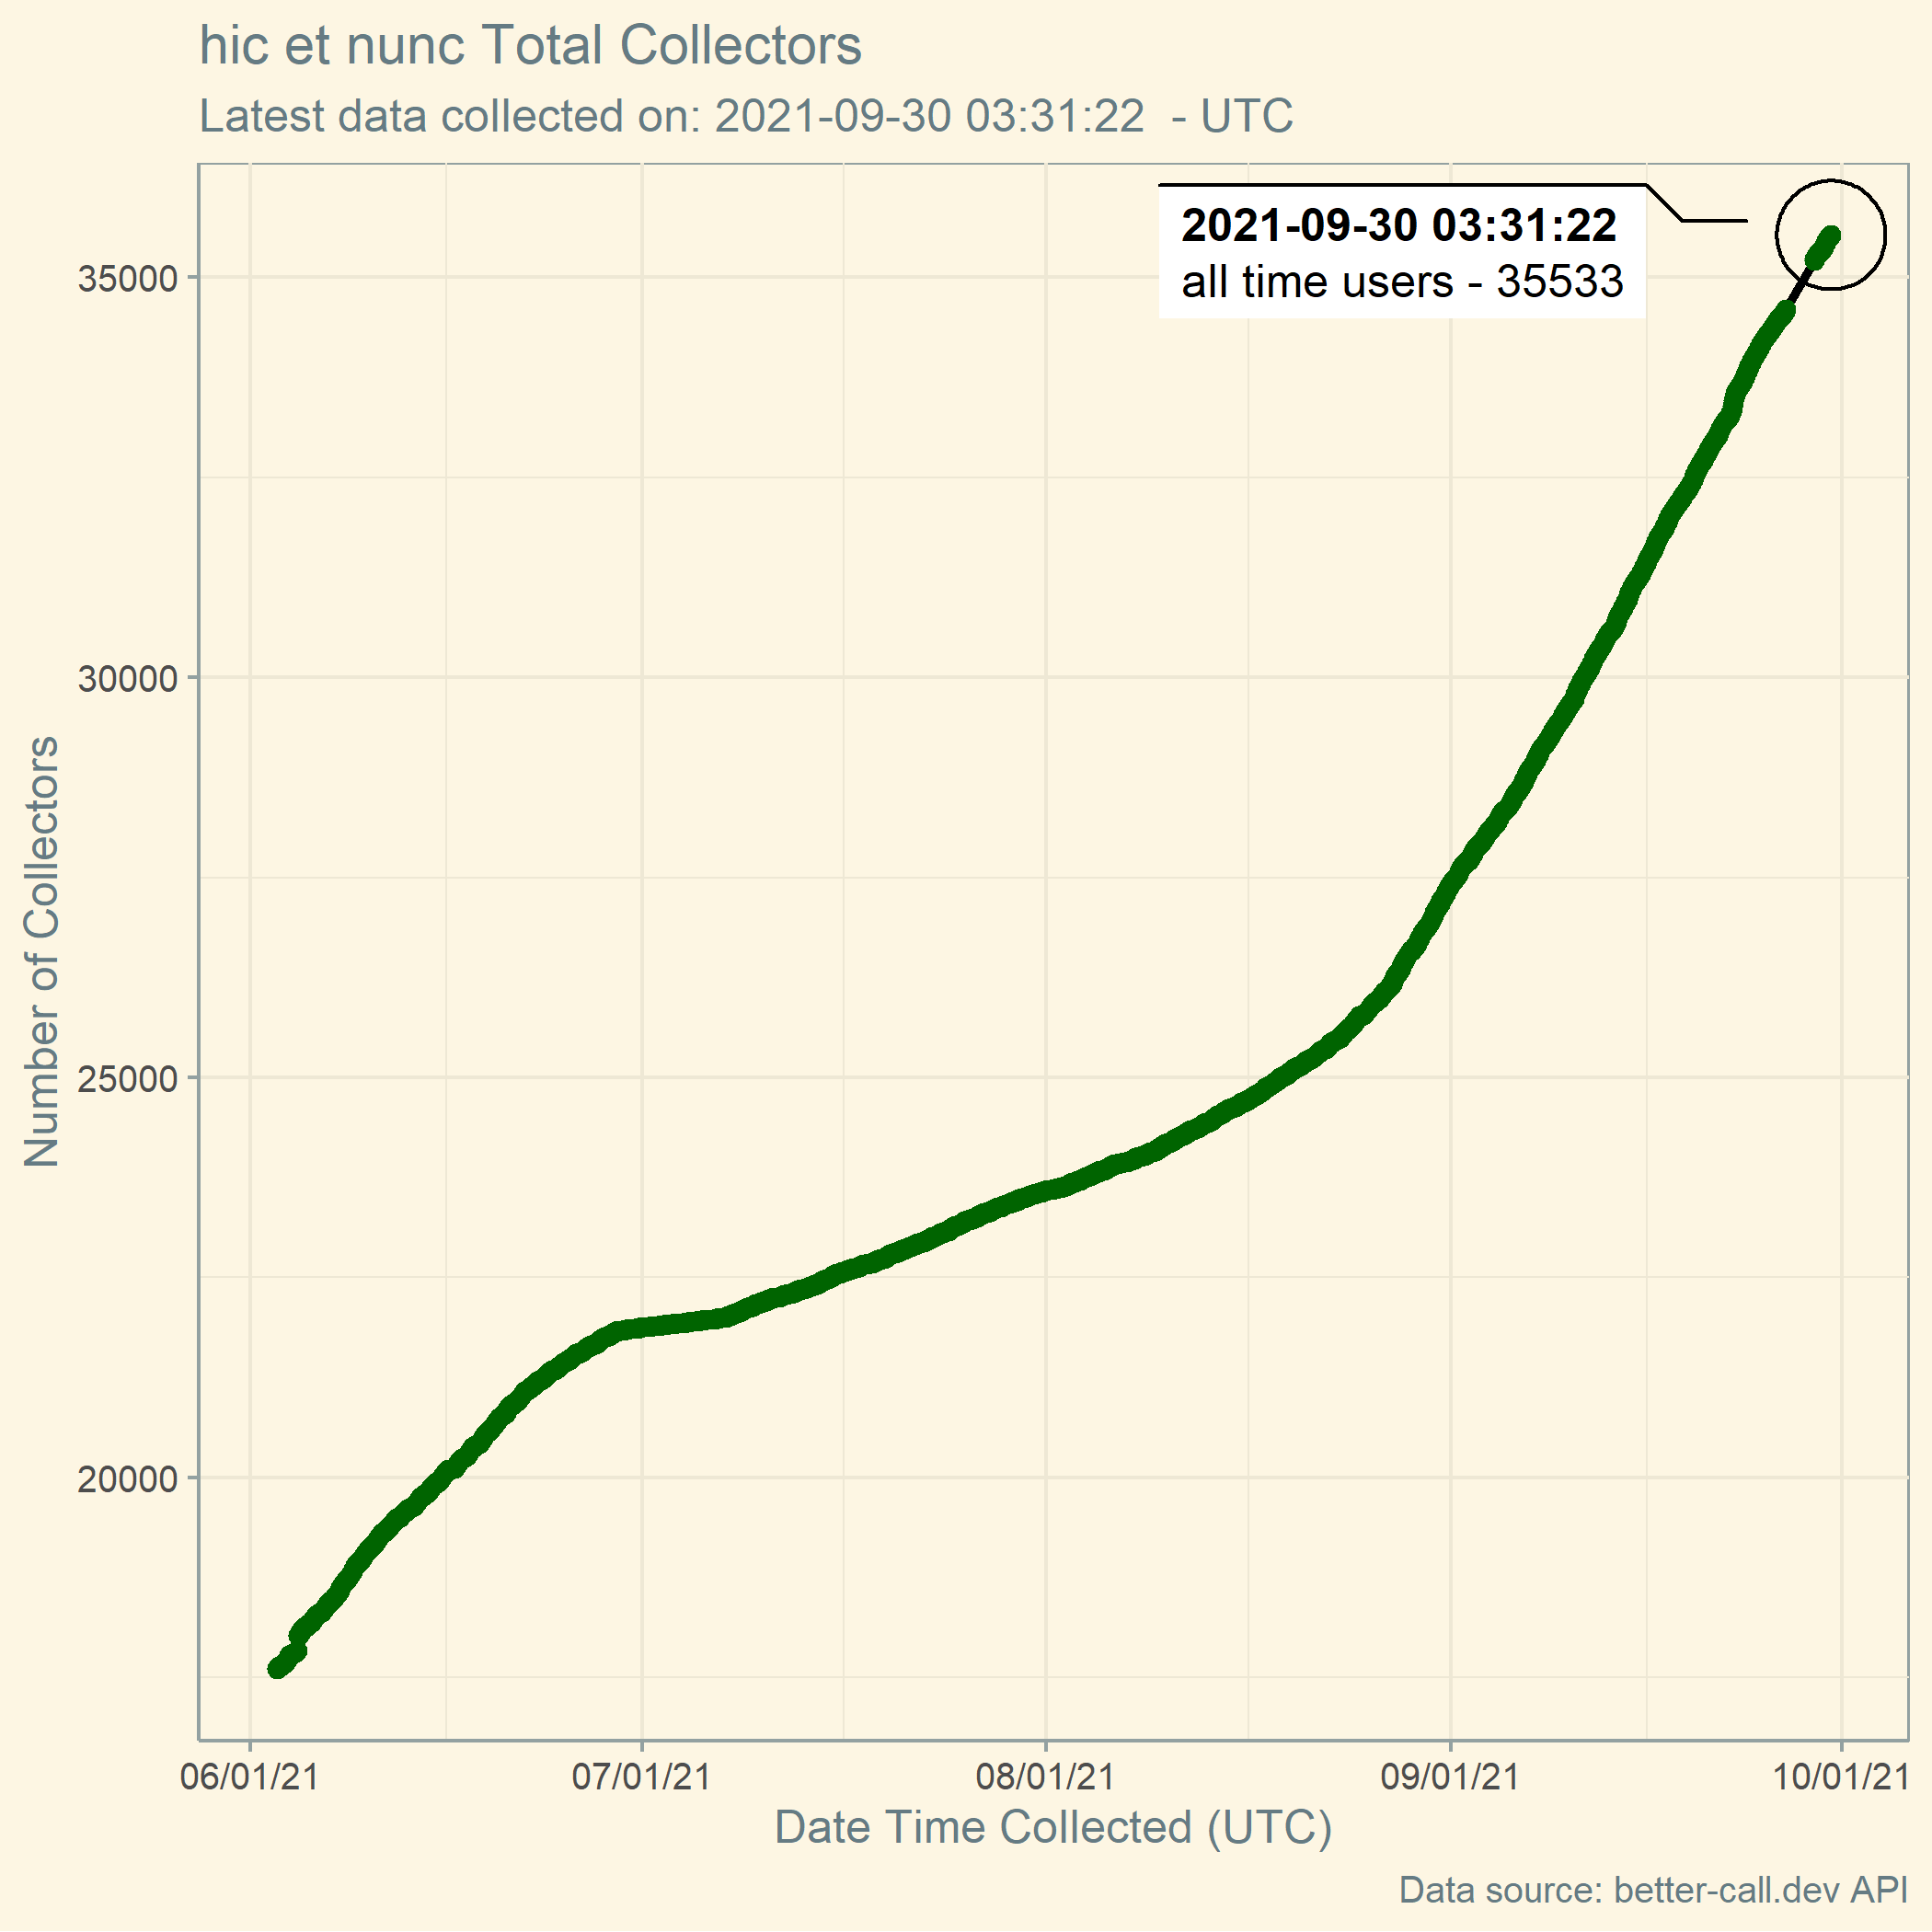 hic et nunc Total Collectors
Latest data collected on: 2021-09-30 03:31:22  - UTC
2021-09-30 03:31:22
all time users - 35533
35000
30000
25000
20000
Number of Collectors
06/01/21
07/01/21
08/01/21
09/01/21
10/01/21
Date Time Collected (UTC)
Data source: better-call.dev API